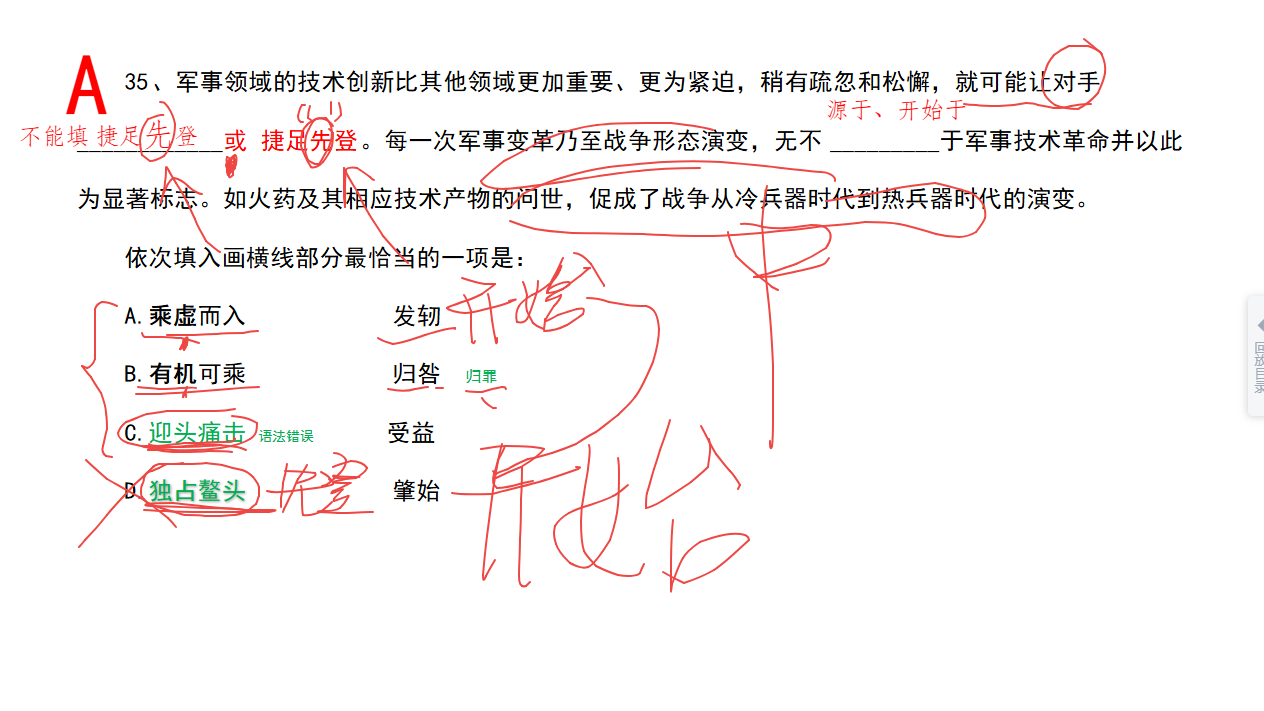 A 35、军事领域的技术创新比其他领域更加重要、更为紧迫，稍有疏忽和松懈，就可能让对手
源于、开始于
不能填 捷足先登
____________或 捷足先登。每一次军事变革乃至战争形态演变，无不 _________于军事技术革命并以此
为显著标志。如火药及其相应技术产物的问世，促成了战争从冷兵器时代到热兵器时代的演变。
依次填入画横线部分最恰当的一项是：
A.乘虚而入 发轫 开始
B.有机可乘 归咎 归罪
C.迎头痛击 语法错误 受益
D.独占鳌头 先登 肇始 开始
回放目录